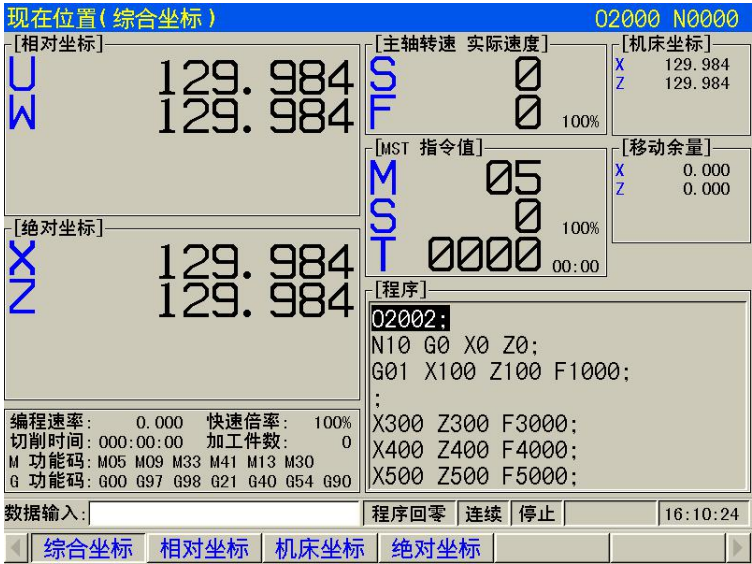 现在位置(综合坐标)
O2000 N0000
[相对坐标]
U 129.984
W 129.984
[主轴转速 实际速度]
S 0
F 0 100%
[机床坐标]
X 129.984
Z 129.984
[MST 指令值]
M 05
S 0 100%
T 0000 00:00
[移动余量]
X 0.000
Z 0.000
[绝对坐标]
X 129.984
Z 129.984
[程序]
O2002;
N10 G0 X0 Z0;
G01 X100 Z100 F1000;
;
X300 Z300 F3000;
X400 Z400 F4000;
X500 Z500 F5000;
编程速率: 0.000 快速倍率: 100%
切削时间: 000:00:00 加工件数: 0
M 功能码: M05 M09 M33 M41 M13 M30
G 功能码: G00 G97 G98 G21 G40 G54 G90
数据输入:
程序回零 连续 停止 16:10:24
综合坐标 相对坐标 机床坐标 绝对坐标